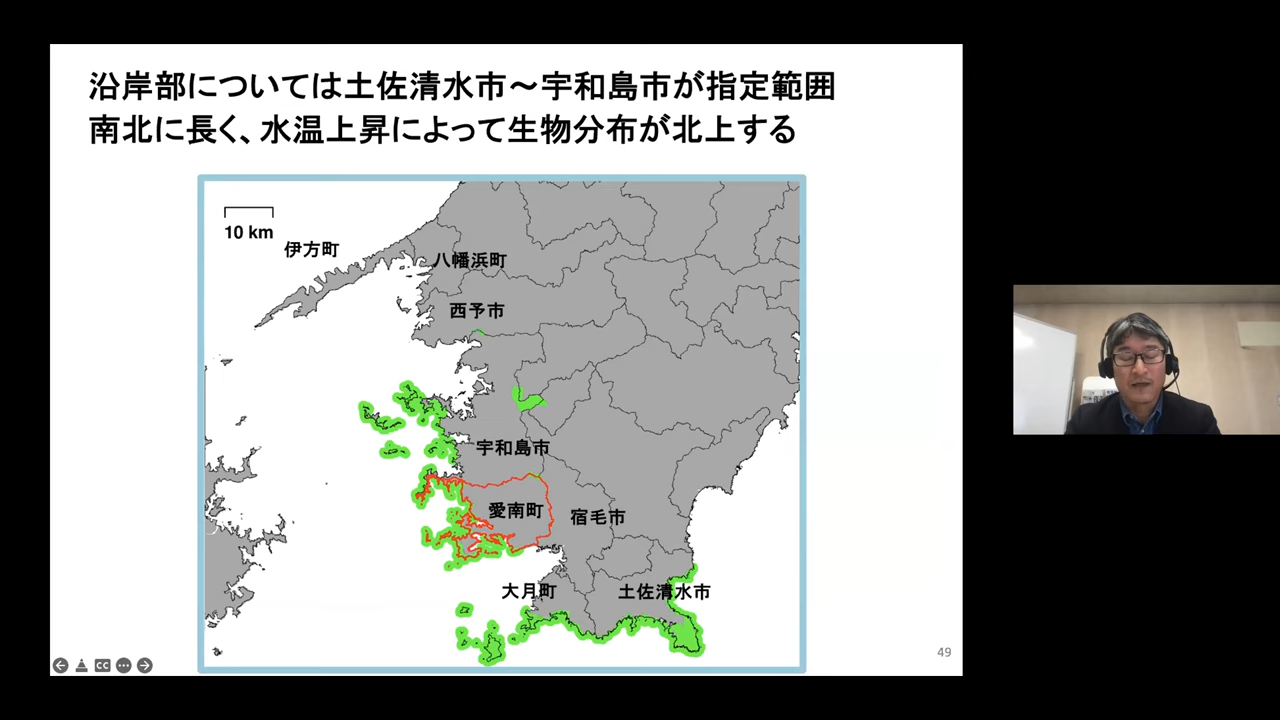 沿岸部については土佐清水市～宇和島市が指定範囲
南北に長く、水温上昇によって生物分布が北上する
10 km
伊方町
八幡浜町
西予市
宇和島市
愛南町
宿毛市
大月町
土佐清水市
49
CC